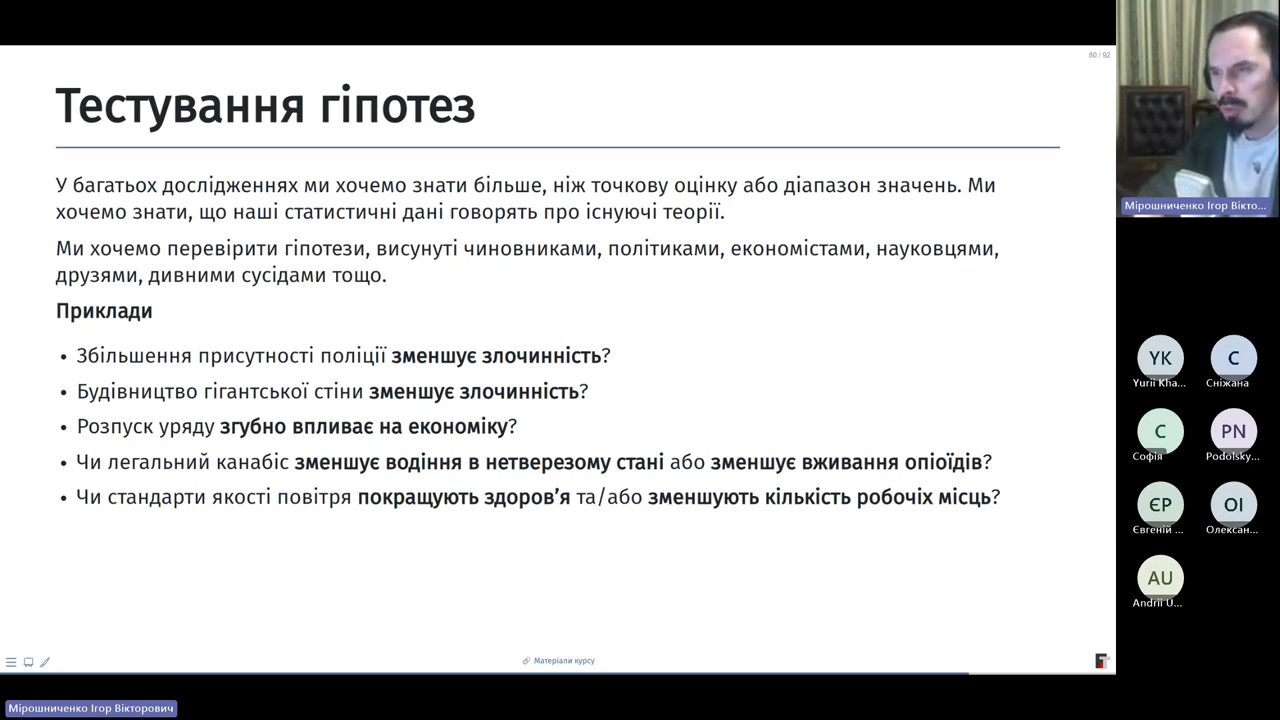 80 / 92
Тестування гіпотез
У багатьох дослідженнях ми хочемо знати більше, ніж точкову оцінку або діапазон значень. Ми
хочемо знати, що наші статистичні дані говорять про існуючі теорії.
Ми хочемо перевірити гіпотези, висунуті чиновниками, політиками, економістами, науковцями,
друзями, дивними сусідами тощо.
Приклади
• Збільшення присутності поліції зменшує злочинність?
• Будівництво гігантської стіни зменшує злочинність?
• Розпуск уряду згубно впливає на економіку?
• Чи легальний канабіс зменшує водіння в нетверезому стані або зменшує вживання опіоїдів?
• Чи стандарти якості повітря покращують здоров’я та/або зменшують кількість робочіх місць?
Матеріали курсу
Мірошниченко Ігор Вікто...
YK
Yurii Kha...
С
Сніжана
С
Софія
PN
Podolsky...
ЄР
Євгеній ...
ОІ
Олексан...
AU
Andrii U...
Мірошниченко Ігор Вікторович